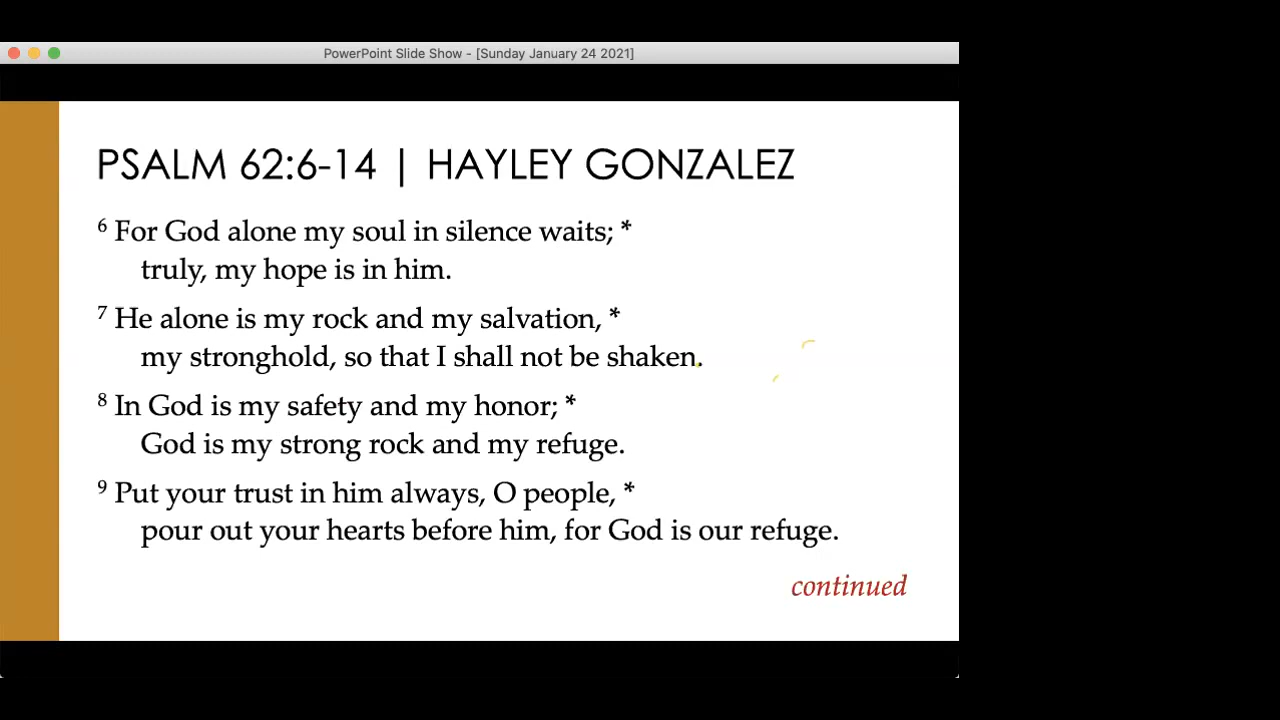 PowerPoint Slide Show - [Sunday January 24 2021]
PSALM 62:6-14 | HAYLEY GONZALEZ
6 For God alone my soul in silence waits; *
truly, my hope is in him.
7 He alone is my rock and my salvation, *
my stronghold, so that I shall not be shaken.
8 In God is my safety and my honor; *
God is my strong rock and my refuge.
9 Put your trust in him always, O people, *
pour out your hearts before him, for God is our refuge.
continued